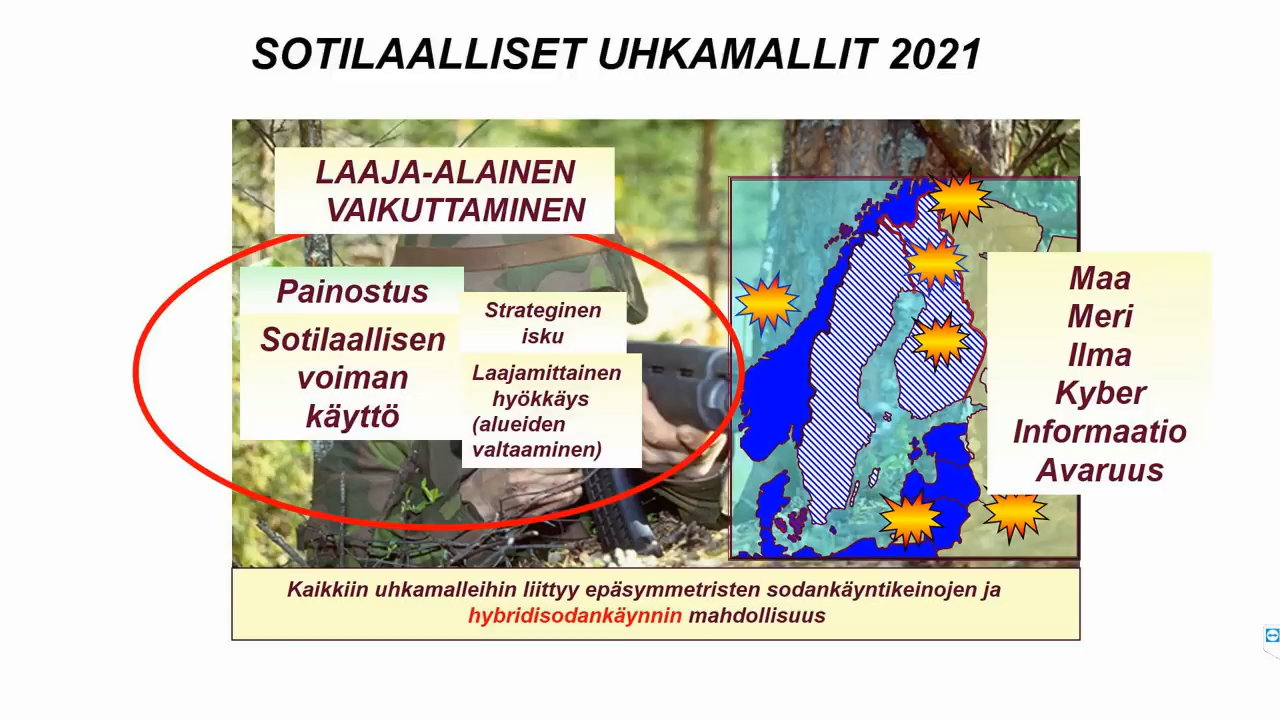 SOTILAALLISET UHKAMALLIT 2021
LAAJA-ALAINEN
VAIKUTTAMINEN
Painostus
Sotilaallisen
voiman
käyttö
Strateginen
isku
Laajamittainen
hyökkäys
(alueiden
valtaaminen)
Maa
Meri
Ilma
Kyber
Informaatio
Avaruus
Kaikkiin uhkamalleihin liittyy epäsymmetristen sodankäyntikeinojen ja
hybridisodankäynnin mahdollisuus